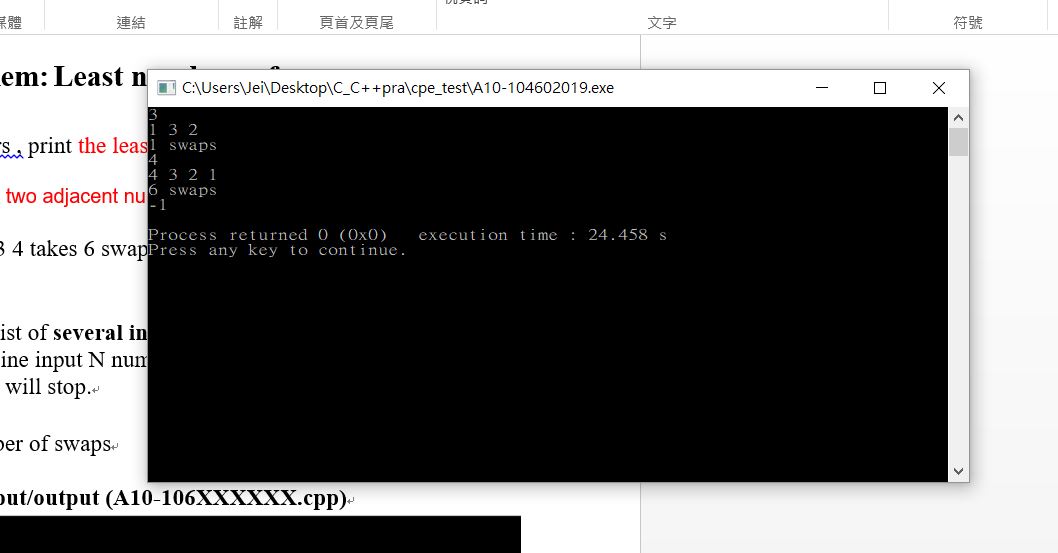 媒體 連結 註解 頁首及頁尾 文字 符號
em: Least
C:\Users\Jei\Desktop\C_C++pra\cpe_test\A10-104602019.exe
3
1 3 2
rs , print the leas
1 swaps
4
4 3 2 1
two adjacent nu
6 swaps
-1
Process returned 0 (0x0) execution time : 24.458 s
3 4 takes 6 swap
Press any key to continue.
ist of several in
ine input N num
will stop.
ber of swaps
out/output (A10-106XXXXXX.cpp)